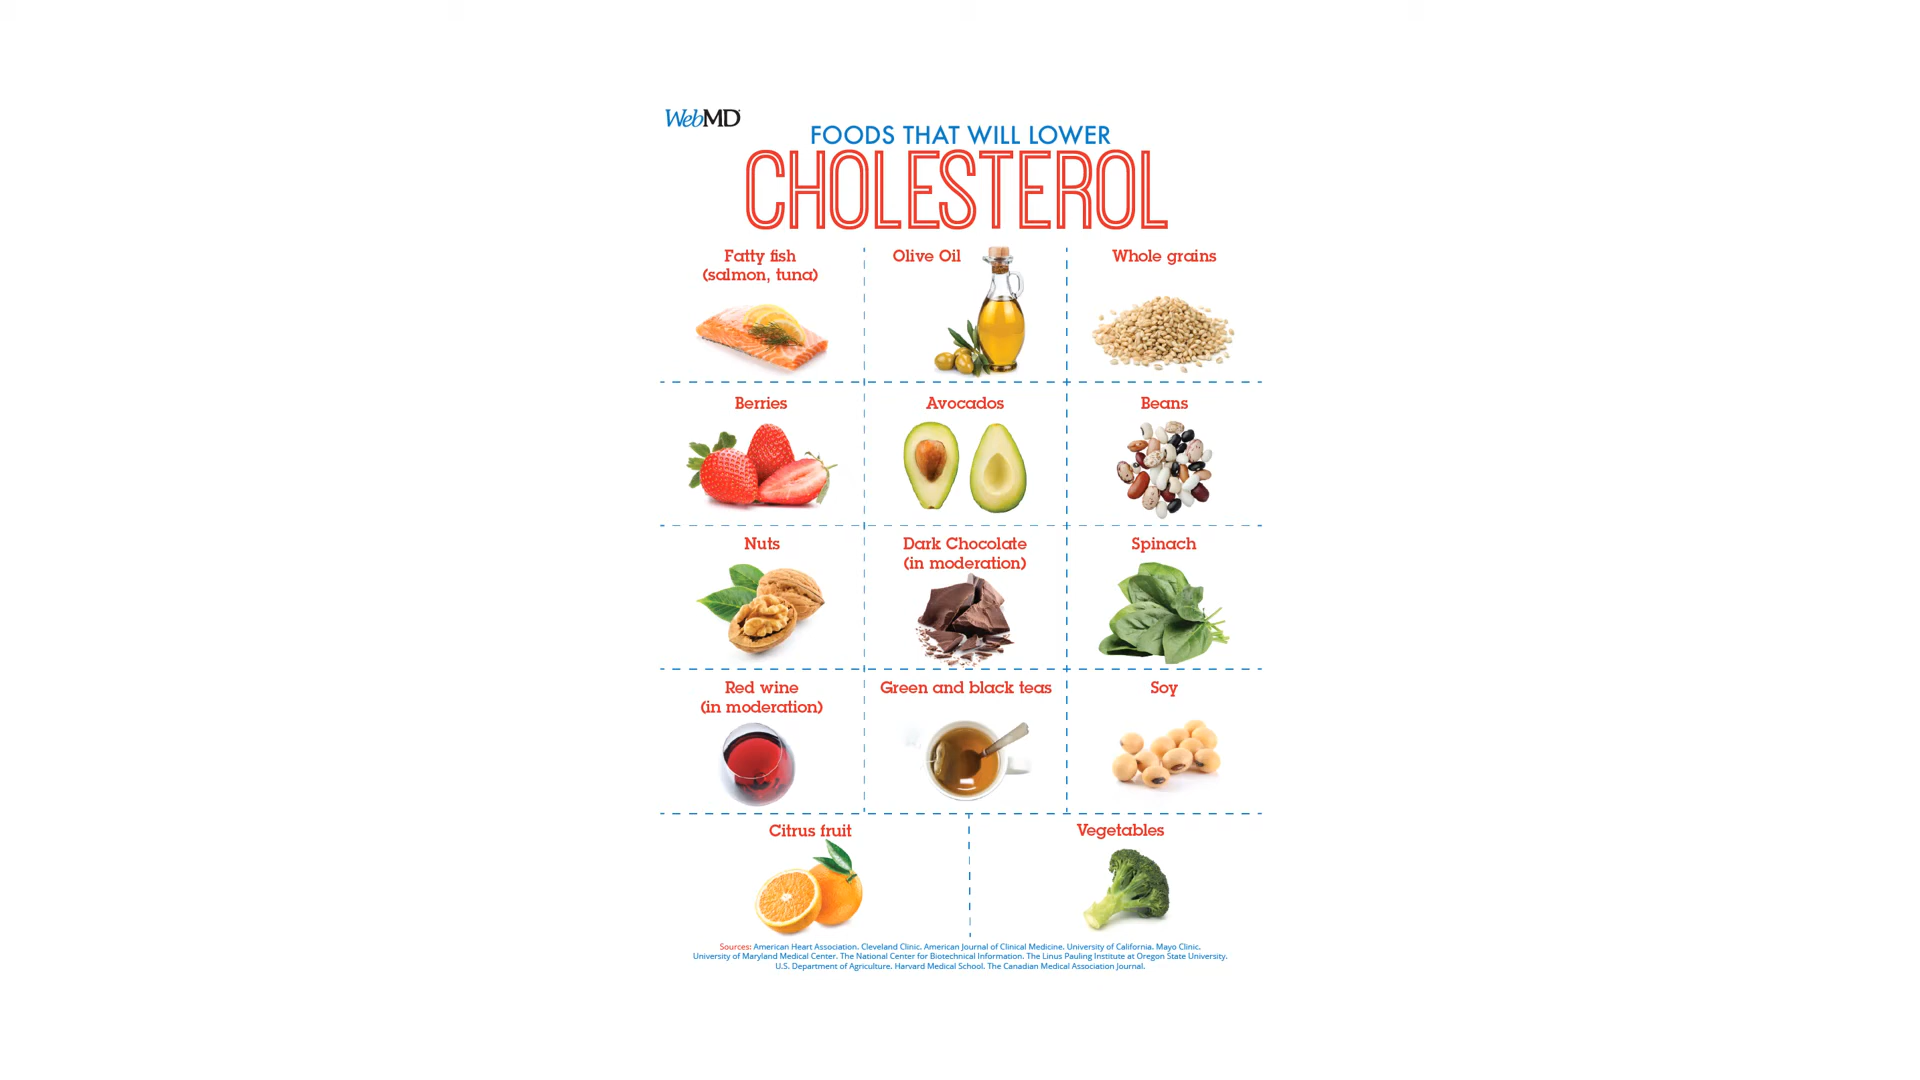 WebMD
FOODS THAT WILL LOWER
CHOLESTEROL
Fatty fish
(salmon, tuna)
Olive Oil
Whole grains
Berries
Avocados
Beans
Nuts
Dark Chocolate
(in moderation)
Spinach
Red wine
(in moderation)
Green and black teas
Soy
Citrus fruit
Vegetables
Sources: American Heart Association. Cleveland Clinic. American Journal of Clinical Medicine. University of California. Mayo Clinic.
University of Maryland Medical Center. The National Center for Biotechnical Information. The Linus Pauling Institute at Oregon State University.
U.S. Department of Agriculture. Harvard Medical School. The Canadian Medical Association Journal.